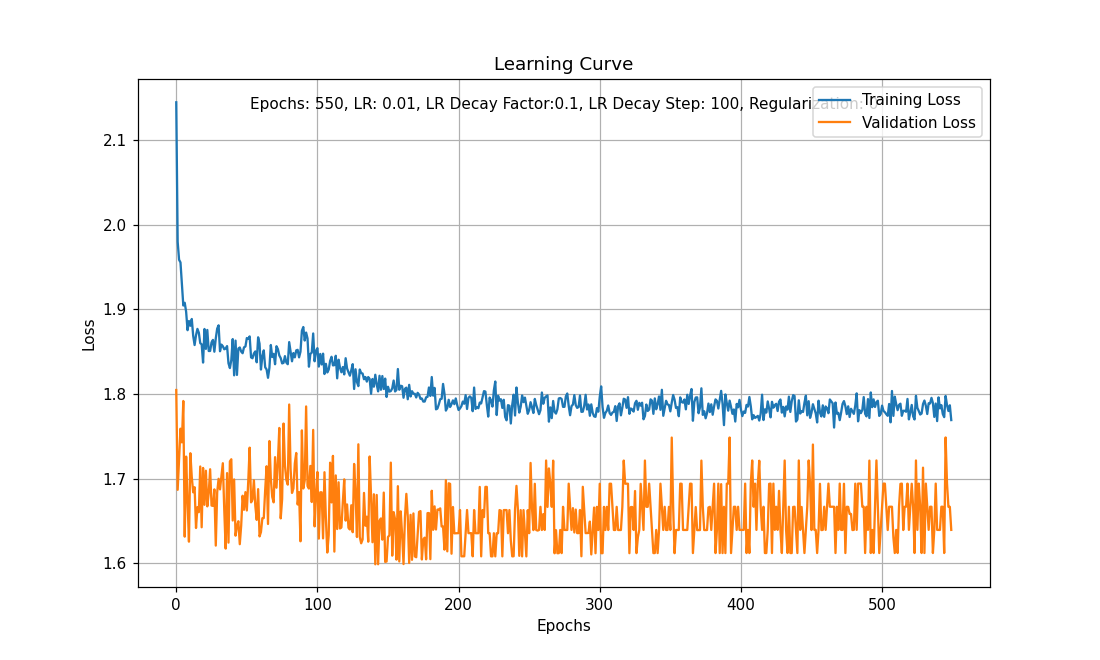 Learning Curve
Epochs: 550, LR: 0.01, LR Decay Factor:0.1, LR Decay Step: 100, Regularization: 0
Training Loss
Validation Loss
2.1
2.0
1.9
1.8
1.7
1.6
Loss
0 100 200 300 400 500
Epochs